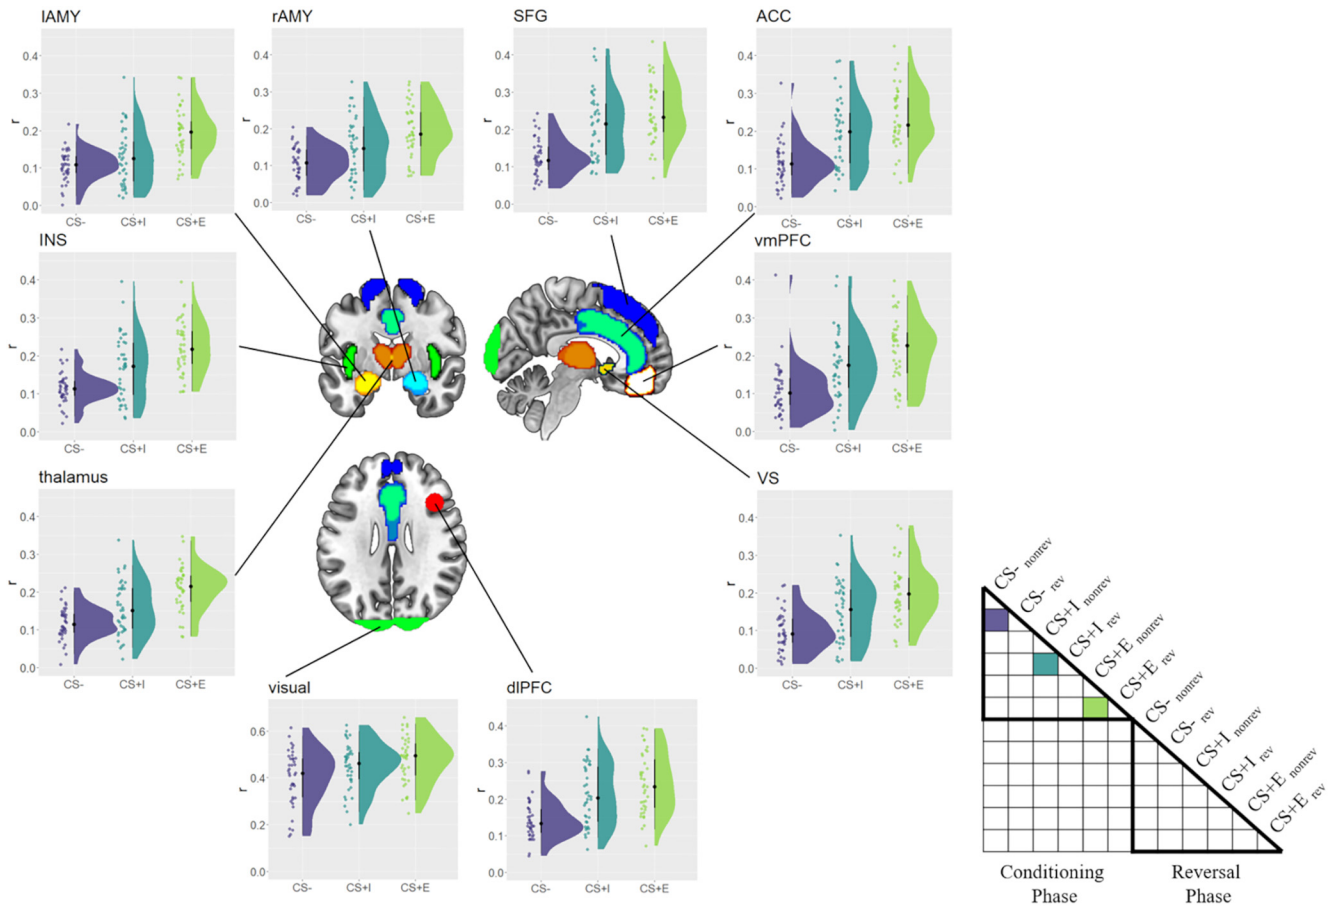 lAMY
rAMY
SFG
ACC
r
0.4
0.3
0.2
0.1
0.0
CS-
CS+I
CS+E
r
0.4
0.3
0.2
0.1
0.0
CS-
CS+I
CS+E
r
0.4
0.3
0.2
0.1
0.0
CS-
CS+I
CS+E
r
0.4
0.3
0.2
0.1
0.0
CS-
CS+I
CS+E
INS
vmPFC
r
0.4
0.3
0.2
0.1
0.0
CS-
CS+I
CS+E
r
0.4
0.3
0.2
0.1
0.0
CS-
CS+I
CS+E
thalamus
VS
r
0.4
0.3
0.2
0.1
0.0
CS-
CS+I
CS+E
r
0.4
0.3
0.2
0.1
0.0
CS-
CS+I
CS+E
visual
dlPFC
r
0.6
0.4
0.2
0.0
CS-
CS+I
CS+E
r
0.4
0.3
0.2
0.1
0.0
CS-
CS+I
CS+E
CS- nonrev
CS- rev
CS+I nonrev
CS+I rev
CS+E nonrev
CS+E rev
CS- nonrev
CS- rev
CS+I nonrev
CS+I rev
CS+E nonrev
CS+E rev
Conditioning
Phase
Reversal
Phase